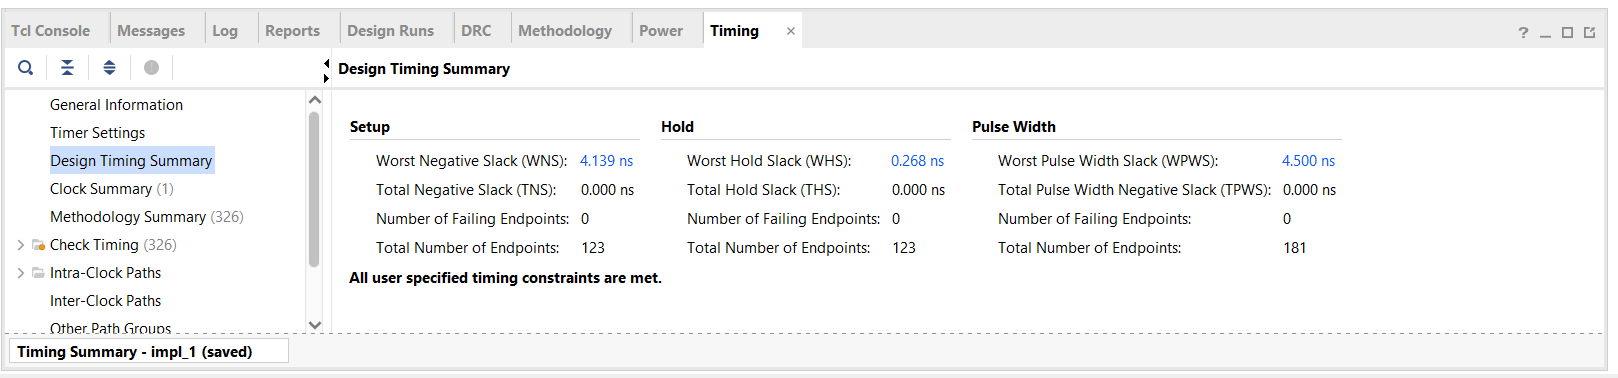 Tcl Console Messages Log Reports Design Runs DRC Methodology Power Timing × ?
Design Timing Summary
General Information
Timer Settings
Design Timing Summary
Clock Summary (1)
Methodology Summary (326)
Check Timing (326)
Intra-Clock Paths
Inter-Clock Paths
Other Path Groups
Setup Hold Pulse Width
Worst Negative Slack (WNS): 4.139 ns Worst Hold Slack (WHS): 0.268 ns Worst Pulse Width Slack (WPWS): 4.500 ns
Total Negative Slack (TNS): 0.000 ns Total Hold Slack (THS): 0.000 ns Total Pulse Width Negative Slack (TPWS): 0.000 ns
Number of Failing Endpoints: 0 Number of Failing Endpoints: 0 Number of Failing Endpoints: 0
Total Number of Endpoints: 123 Total Number of Endpoints: 123 Total Number of Endpoints: 181
All user specified timing constraints are met.
Timing Summary - impl_1 (saved)